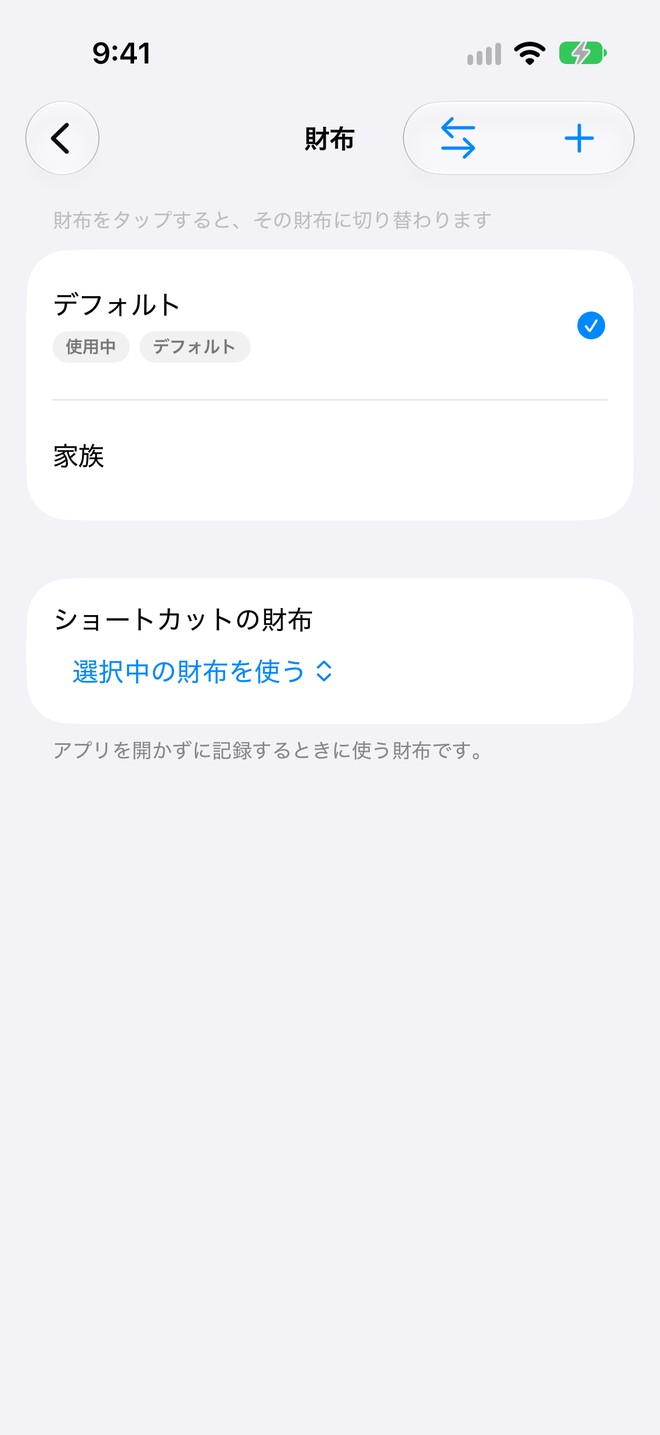 9:41
財布
財布をタップすると、その財布に切り替わります
デフォルト
使用中 デフォルト
家族
ショートカットの財布
選択中の財布を使う
アプリを開かずに記録するときに使う財布です。